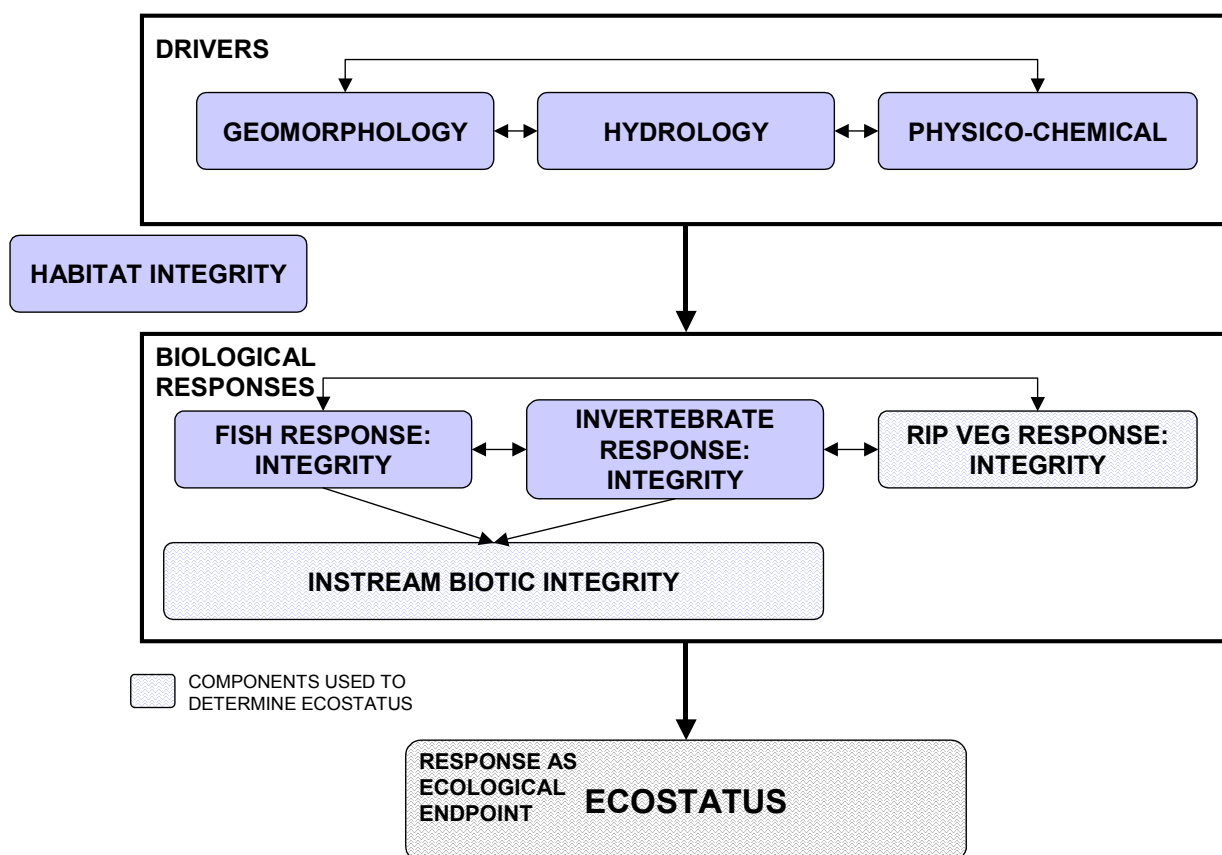 DRIVERS
GEOMORPHOLOGY
HYDROLOGY
PHYSICO-CHEMICAL
HABITAT INTEGRITY
BIOLOGICAL
RESPONSES
FISH RESPONSE:
INTEGRITY
INVERTEBRATE
RESPONSE:
INTEGRITY
RIP VEG RESPONSE:
INTEGRITY
INSTREAM BIOTIC INTEGRITY
COMPONENTS USED TO
DETERMINE ECOSTATUS
RESPONSE AS
ECOLOGICAL
ENDPOINT
ECOSTATUS